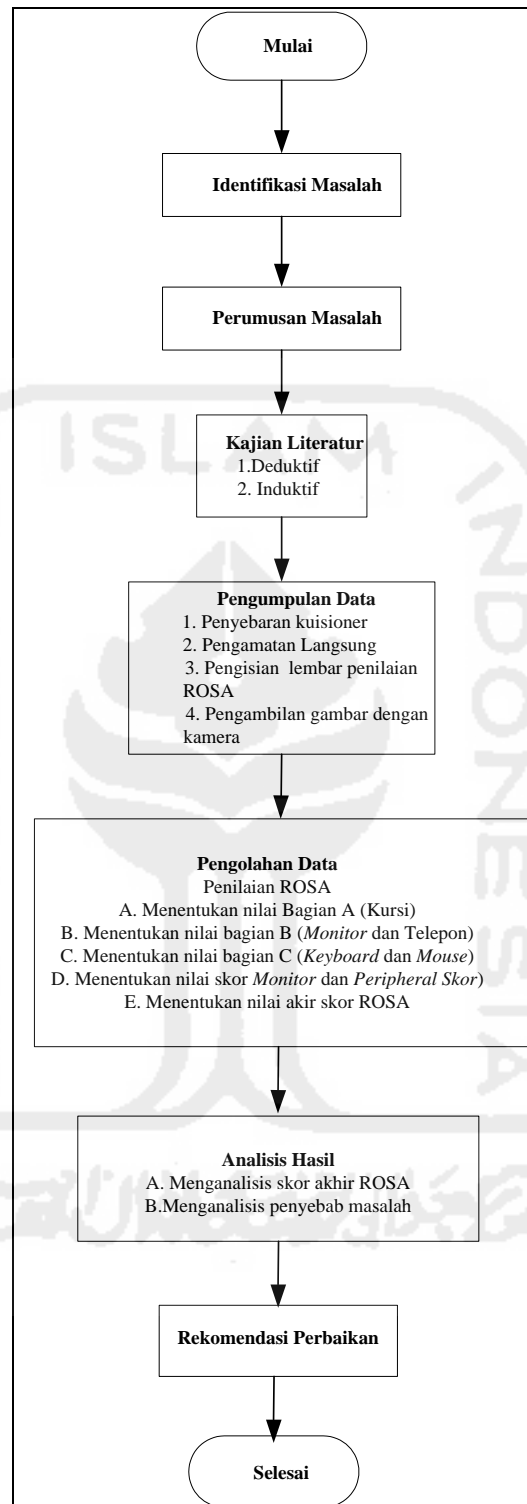 Mulai
Identifikasi Masalah
Perumusan Masalah
Kajian Literatur
1.Deduktif
2. Induktif
Pengumpulan Data
1. Penyebaran kuisioner
2. Pengamatan Langsung
3. Pengisian lembar penilaian
ROSA
4. Pengambilan gambar dengan
kamera
Pengolahan Data
Penilaian ROSA
A. Menentukan nilai Bagian A (Kursi)
B. Menentukan nilai bagian B (Monitor dan Telepon)
C. Menentukan nilai bagian C (Keyboard dan Mouse)
D. Menentukan nilai skor Monitor dan Peripheral Skor)
E. Menentukan nilai akir skor ROSA
Analisis Hasil
A. Menganalisis skor akhir ROSA
B.Menganalisis penyebab masalah
Rekomendasi Perbaikan
Selesai
ISLAM
INDONESIA